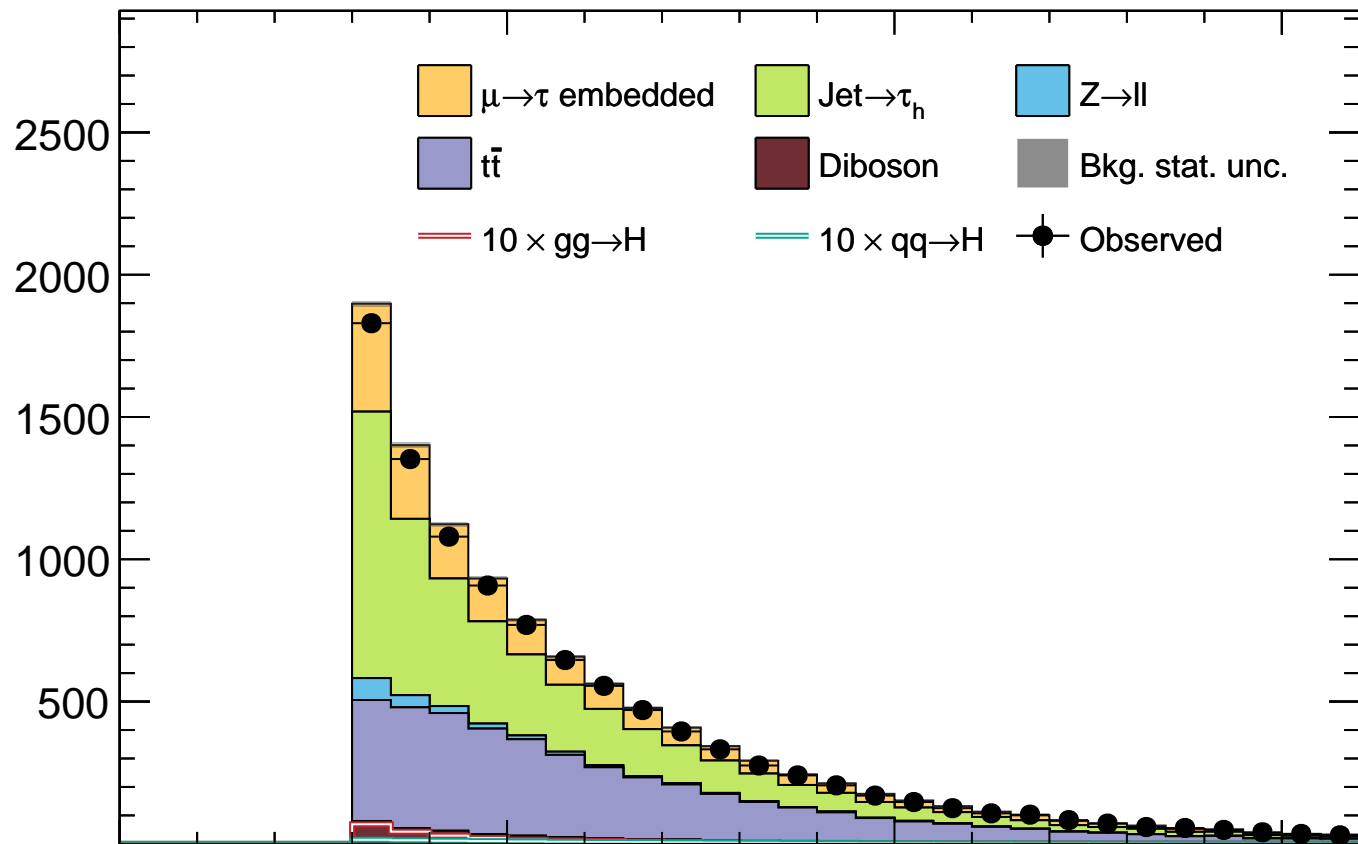 μ→τ embedded Jet→τh Z→ll
2500
tt̄ Diboson Bkg. stat. unc.
10 × gg→H 10 × qq→H Observed
2000
1500
1000
500